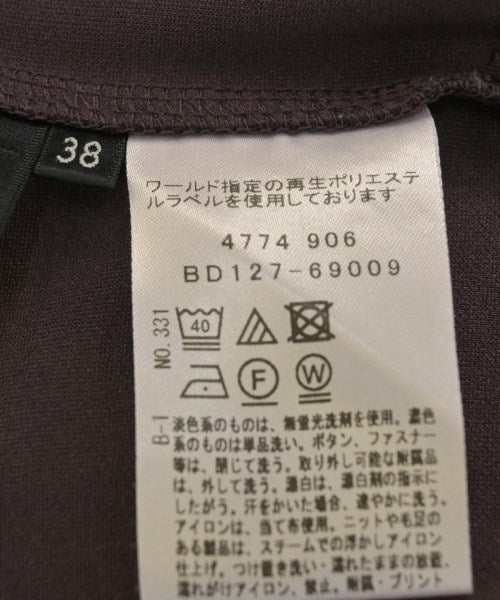 38
ワールド指定の再生ポリエステ
ルラベルを使用しております
4774 906
BD127-69009
NO.331
40
F
W
B-1
淡色系のものは、無蛍光洗剤を使用。濃色
系のものは単品洗い。ボタン、ファスナー
等は、閉じて洗う。取り外し可能な附属品
は、外して洗う。漂白は、漂白剤の指示に
したがう。汗をかいた場合、速やかに洗う。
アイロンは、当て布使用。ニットや毛足の
ある製品は、スチームでの浮かしアイロン
仕上げ。つけ置き洗い・濡れたままの放置、
濡れがけアイロン、禁止。附属・プリント